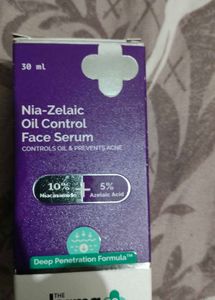 30 ml
Nia-Zelaic
Oil Control
Face Serum
CONTROLS OIL & PREVENTS ACNE
10% + 5%
Niacinamide Azelaic Acid
Deep Penetration Formula™
THE